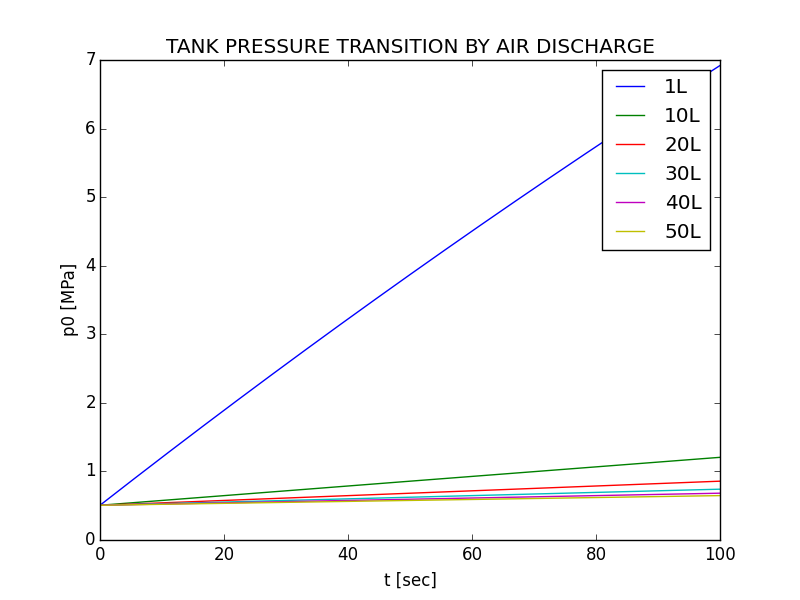 TANK PRESSURE TRANSITION BY AIR DISCHARGE
7
6
5
4
3
2
1
0
p0 [MPa]
1L
10L
20L
30L
40L
50L
0 20 40 60 80 100
t [sec]